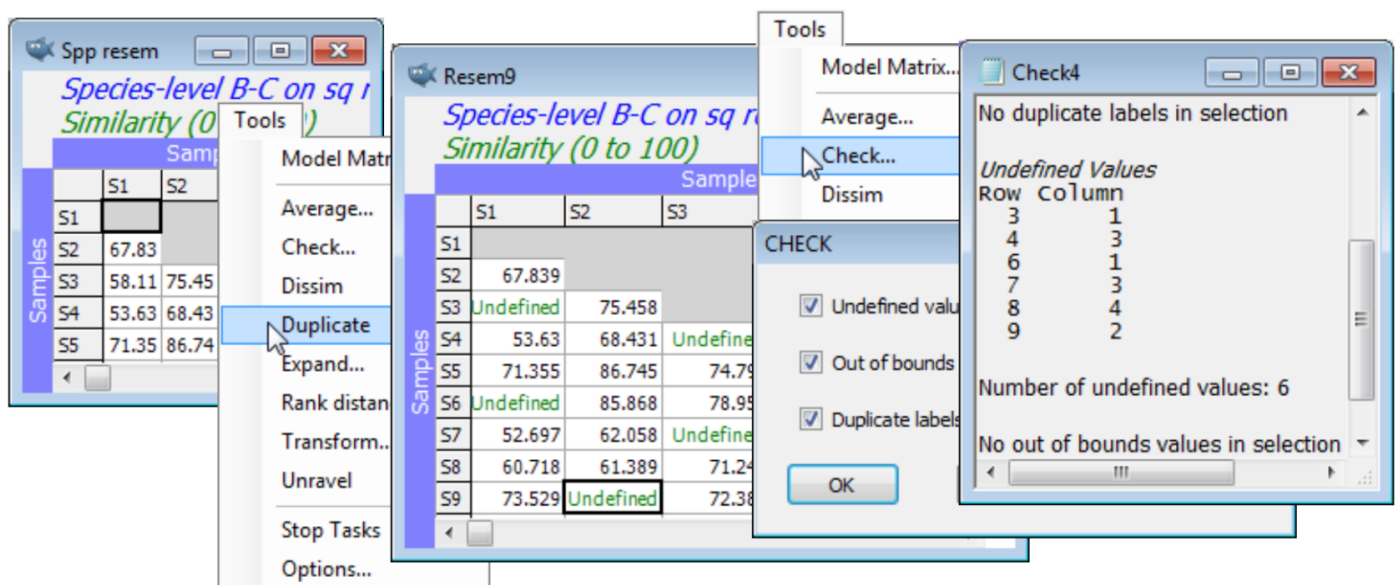 Spp resem
Species-level B-C on sq r
Similarity (0
Samp
S1 S2
S1
S2 67.83
S3 58.11 75.45
S4 53.63 68.43
S5 71.35 86.74
Samples
Tools
Model Matr
Average...
Check...
Dissim
Duplicate
Expand...
Rank distan
Transform..
Unravel
Stop Tasks
Options...
Resem9
Species-level B-C on sq ro
Similarity (0 to 100)
Sample
S1 S2 S3
S1
S2 67.839
S3 Undefined 75.458
S4 53.63 68.431 Undefine
S5 71.355 86.745 74.79
S6 Undefined 85.868 78.95
S7 52.697 62.058 Undefine
S8 60.718 61.389 71.24
S9 73.529 Undefined 72.38
Samples
Tools
Model Matrix...
Average...
Check...
Dissim
CHECK
Undefined valu
Out of bounds
Duplicate labels
OK
Check4
No duplicate labels in selection
Undefined Values
Row Column
3 1
4 3
6 1
7 3
8 4
9 2
Number of undefined values: 6
No out of bounds values in selection